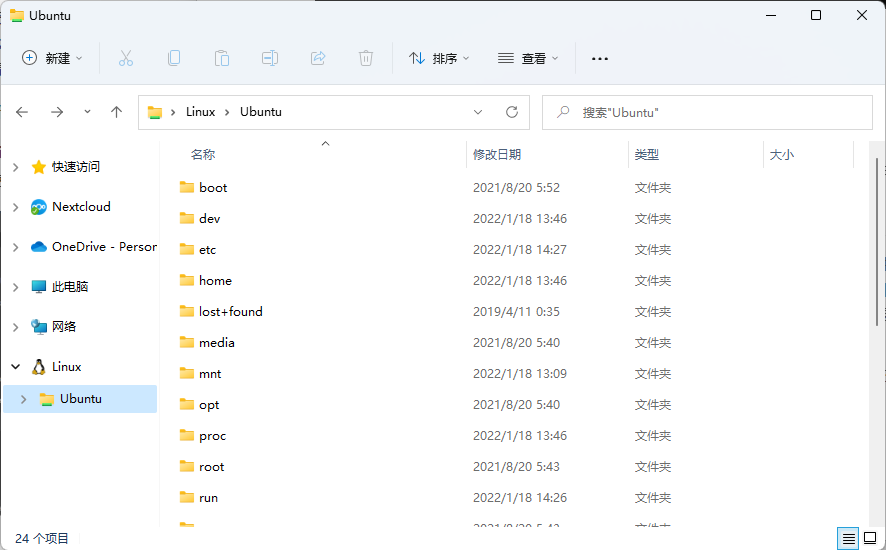 Ubuntu
新建
排序
查看
Linux
Ubuntu
搜索"Ubuntu"
名称 修改日期 类型 大小
快速访问
Nextcloud
OneDrive - Person
此电脑
网络
Linux
Ubuntu
boot 2021/8/20 5:52 文件夹
dev 2022/1/18 13:46 文件夹
etc 2022/1/18 14:27 文件夹
home 2022/1/18 13:46 文件夹
lost+found 2019/4/11 0:35 文件夹
media 2021/8/20 5:40 文件夹
mnt 2022/1/18 13:09 文件夹
opt 2021/8/20 5:40 文件夹
proc 2022/1/18 13:46 文件夹
root 2021/8/20 5:43 文件夹
run 2022/1/18 14:26 文件夹
24 个项目